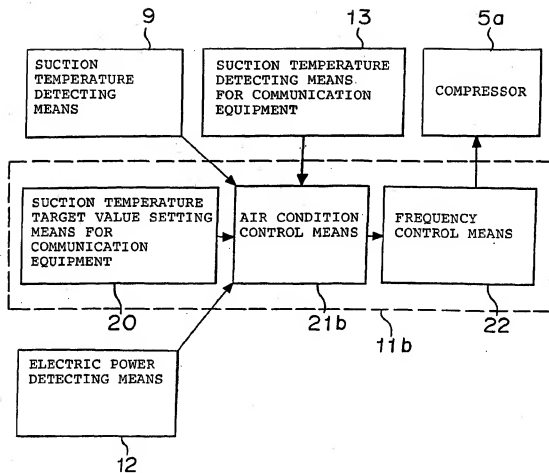 9
13
5a
SUCTION
TEMPERATURE
DETECTING
MEANS
SUCTION TEMPERATURE
DETECTING MEANS
FOR COMMUNICATION
EQUIPMENT
COMPRESSOR
SUCTION TEMPERATURE
TARGET VALUE SETTING
MEANS FOR
COMMUNICATION
EQUIPMENT
AIR CONDITION
CONTROL MEANS
FREQUENCY
CONTROL MEANS
20
21b
22
11b
ELECTRIC POWER
DETECTING MEANS
12